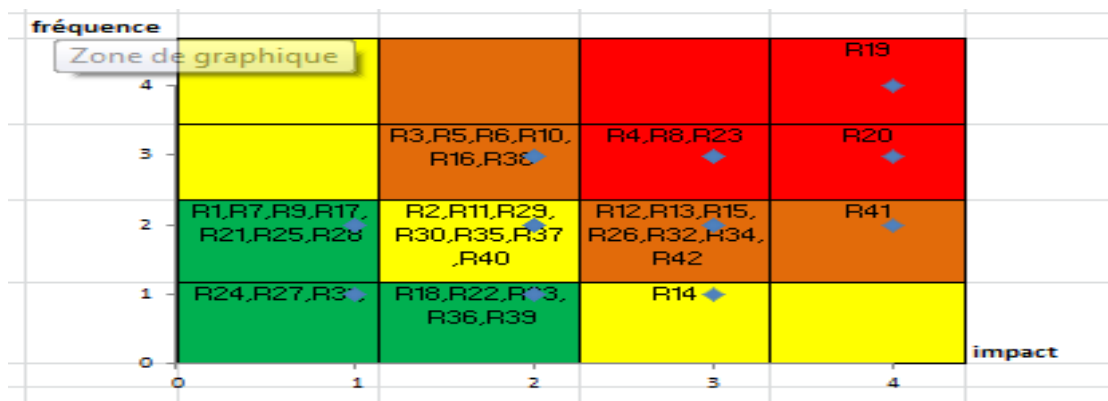 fréquence
Zone de graphique
R19
4
R3,R5,R6,R10,
R16,R38
R4,R8,R23
R20
3
R1,R7,R9,R17,
R21,R25,R28
R2,R11,R29,
R30,R35,R37
,R40
R12,R13,R15,
R26,R32,R34,
R42
R41
2
R24,R27,
R18,R22,
R36,R39
R14
1
impact
0
0
1
2
3
4